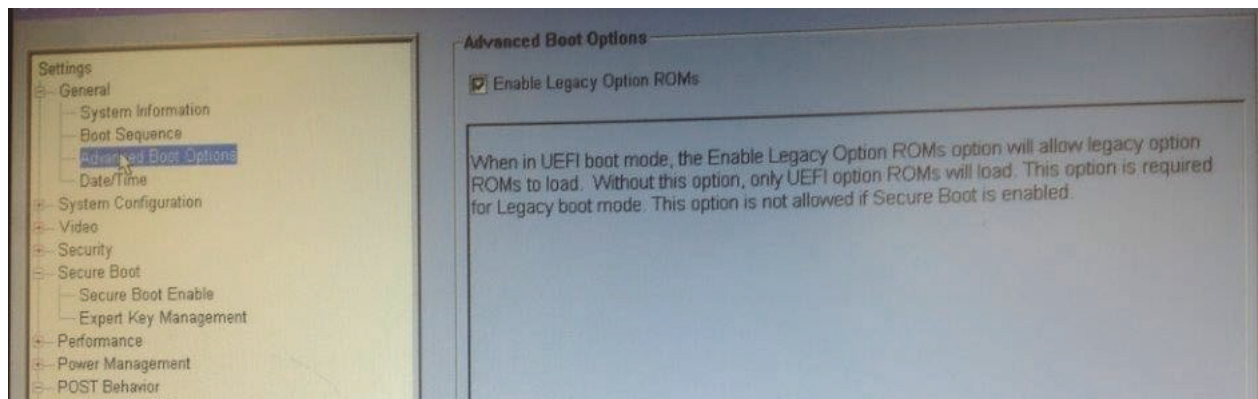 Settings
General
System Information
Boot Sequence
Advanced Boot Options
Date/Time
System Configuration
Video
Security
Secure Boot
Secure Boot Enable
Expert Key Management
Performance
Power Management
POST Behavior
Advanced Boot Options
Enable Legacy Option ROMs
When in UEFI boot mode, the Enable Legacy Option ROMs option will allow legacy option
ROMs to load. Without this option, only UEFI option ROMs will load. This option is required
for Legacy boot mode. This option is not allowed if Secure Boot is enabled.